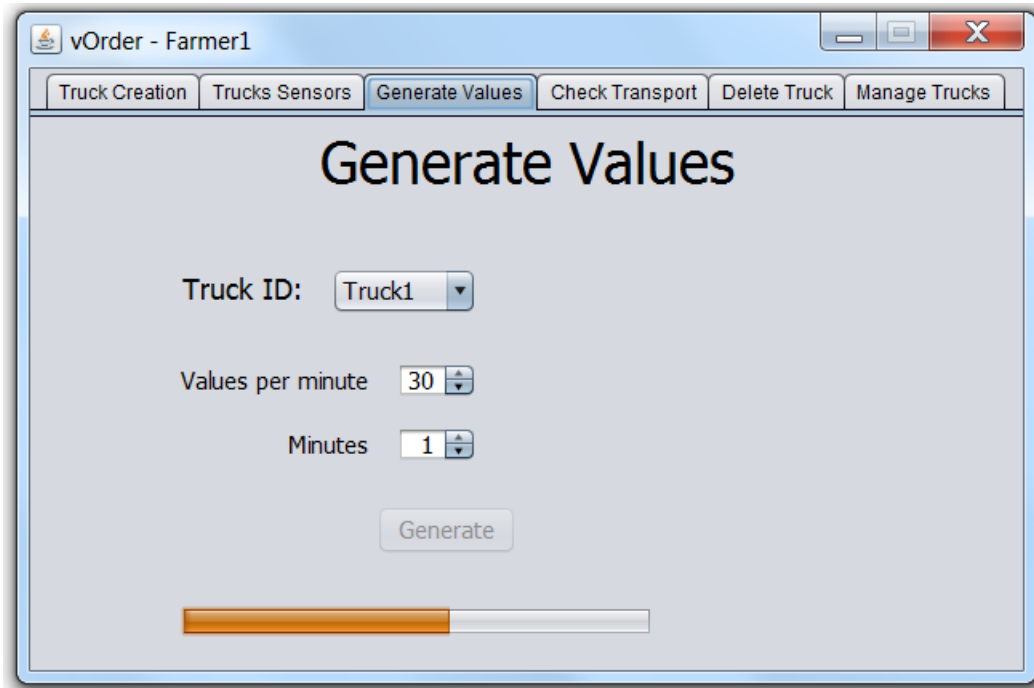 vOrder - Farmer1
Truck Creation Trucks Sensors Generate Values Check Transport Delete Truck Manage Trucks
Generate Values
Truck ID: Truck1
Values per minute 30
Minutes 1
Generate